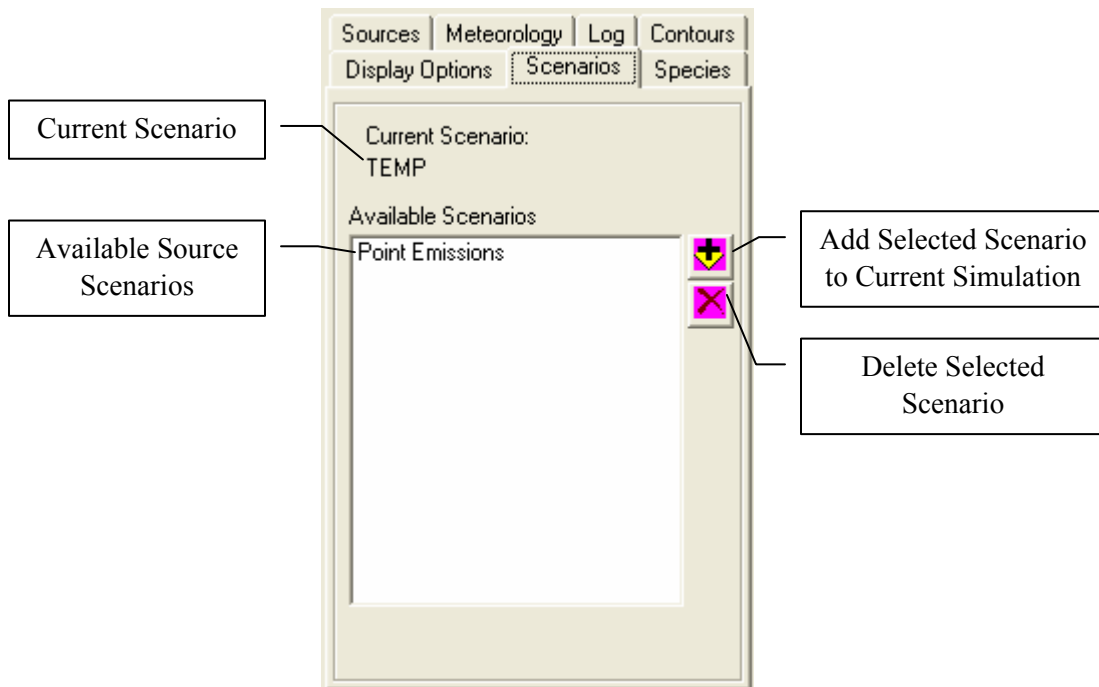 Sources Meteorology Log Contours
Display Options Scenarios Species
Current Scenario
Current Scenario:
TEMP
Available Source
Scenarios
Available Scenarios
Point Emissions
Add Selected Scenario
to Current Simulation
Delete Selected
Scenario